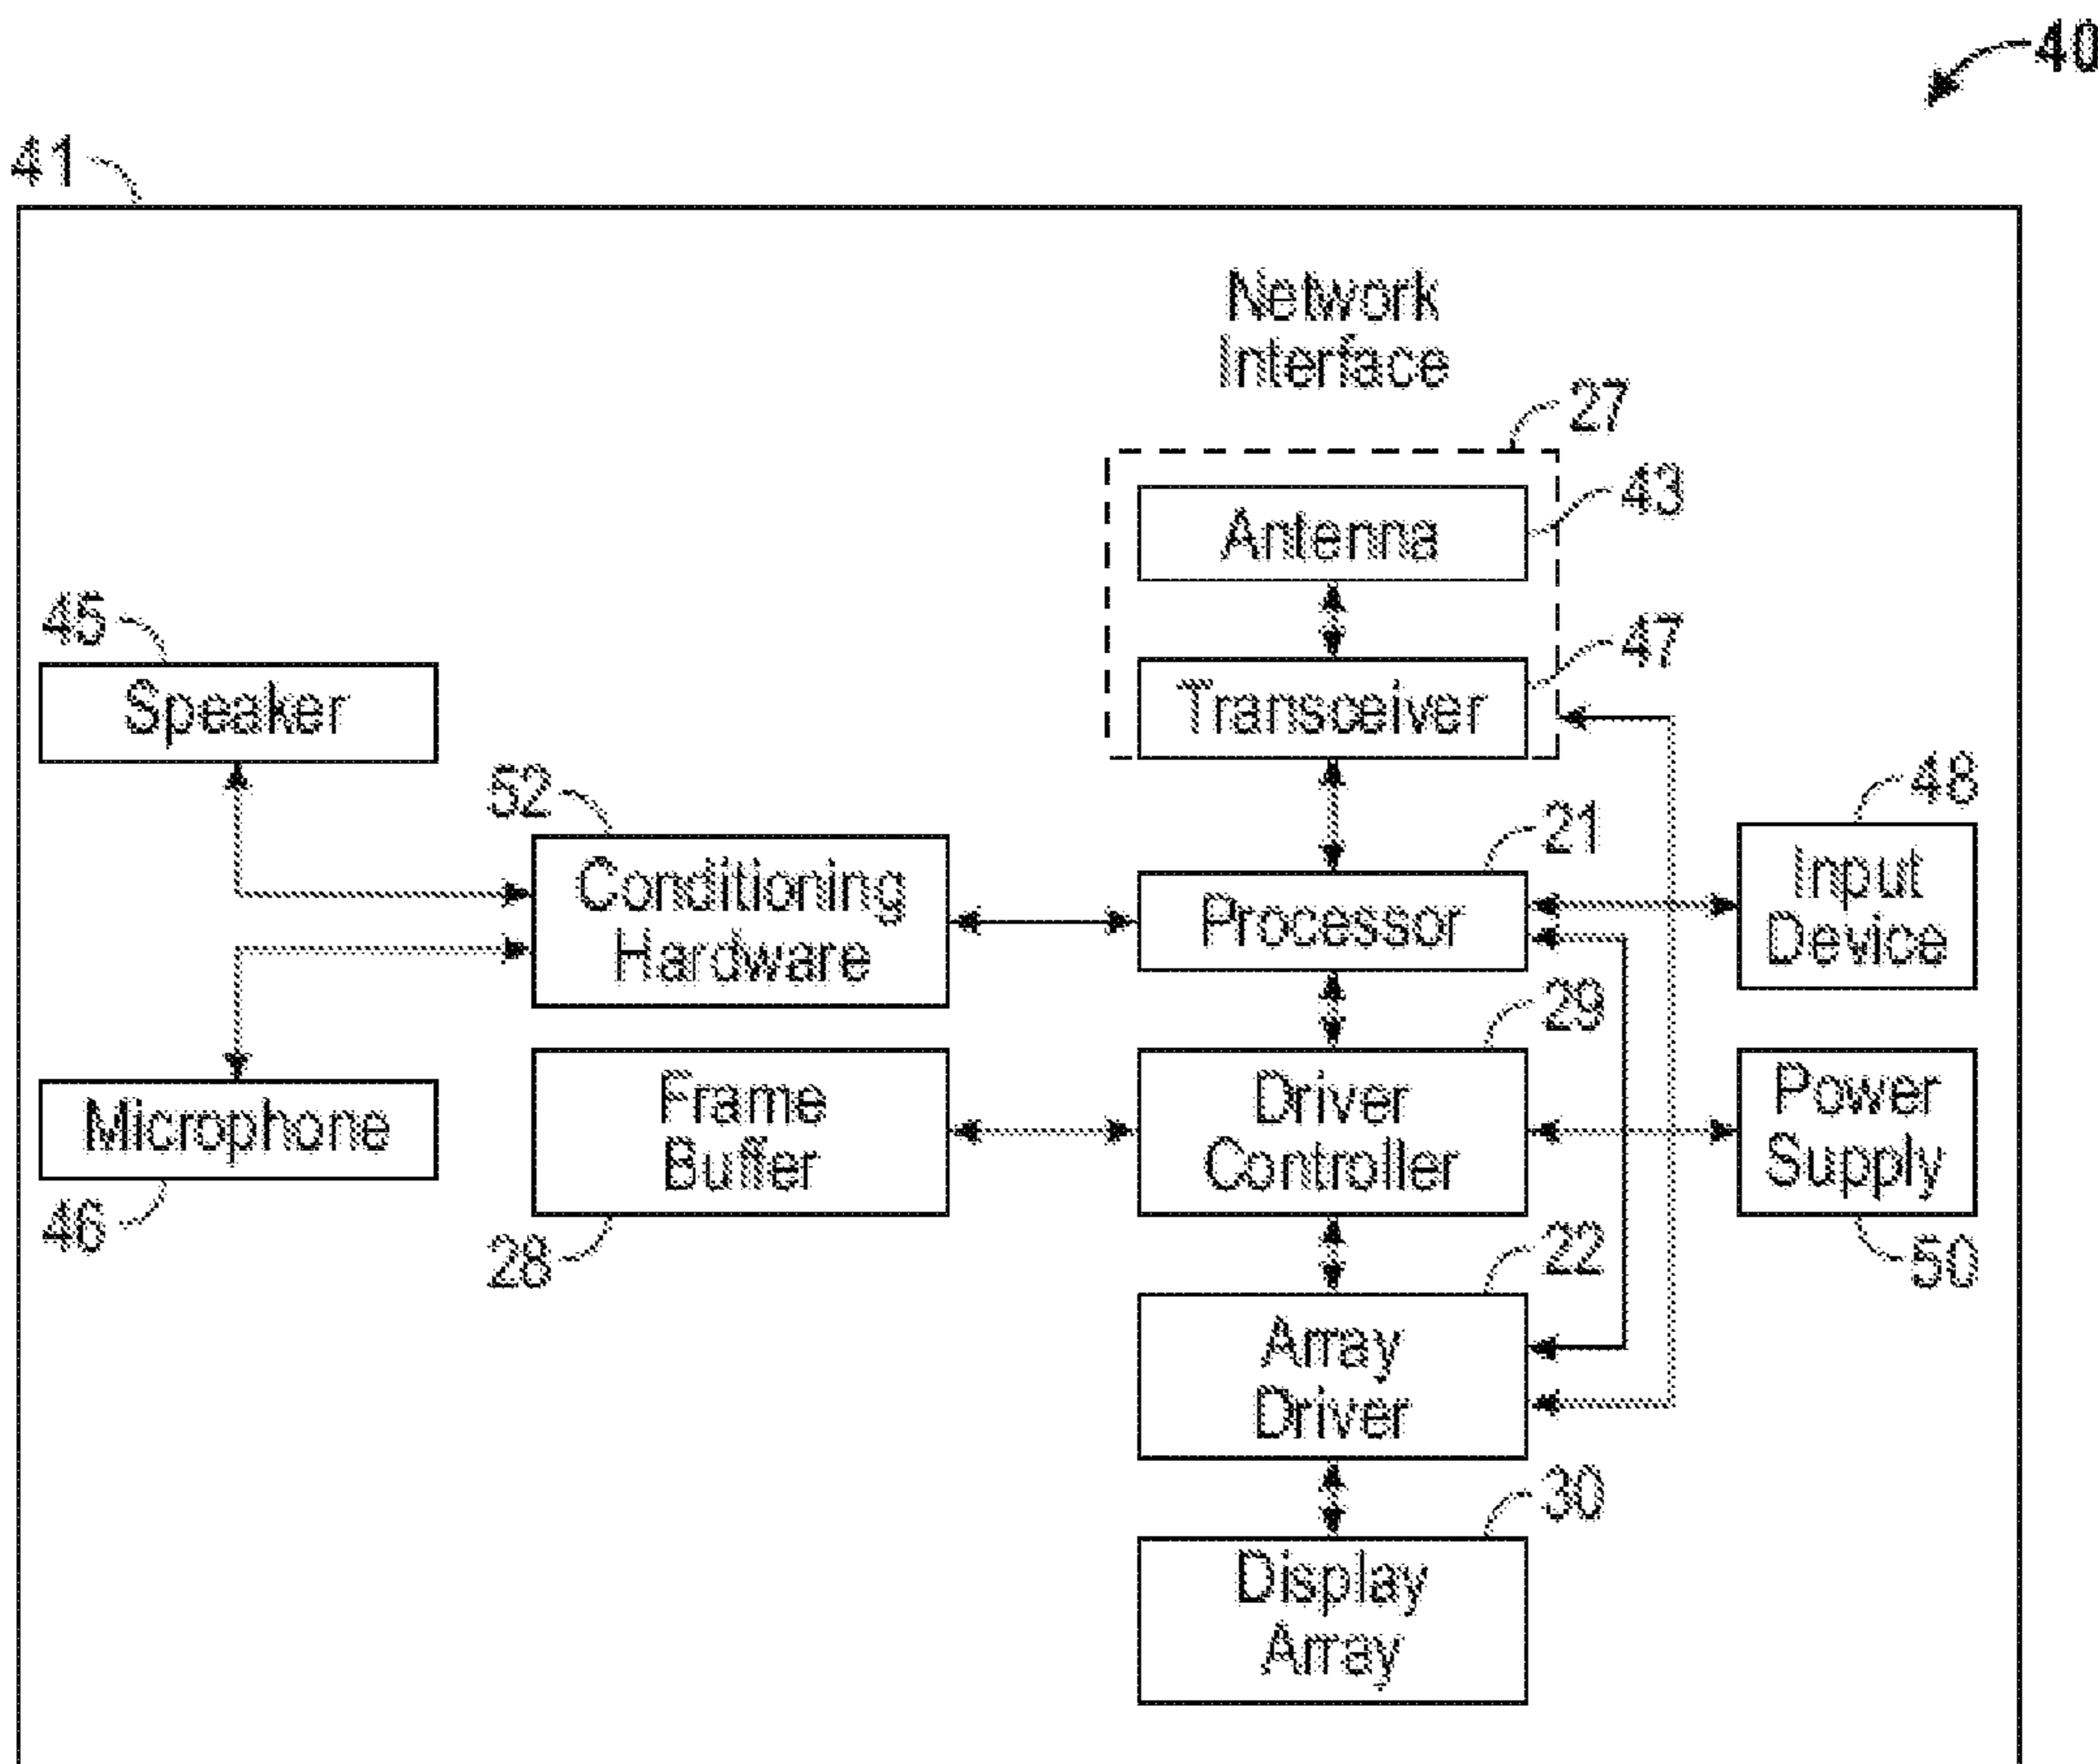 40
41
Network
Interface
27
Antenna
43
45
Speaker
Transceiver
47
52
Conditioning
Hardware
21
Processor
48
Input
Device
29
Microphone
46
Frame
Buffer
28
Driver
Controller
Power
Supply
50
22
Array
Driver
30
Display
Array